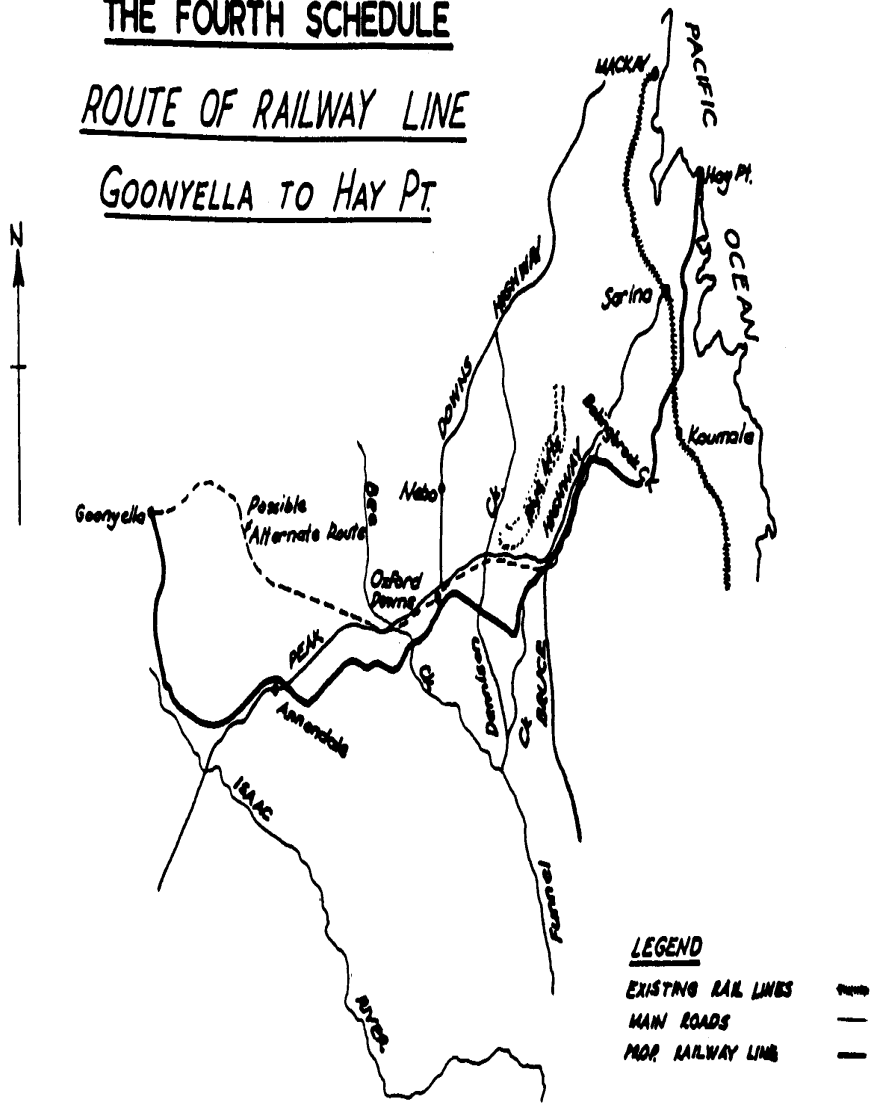 THE FOURTH SCHEDULE
ROUTE OF RAILWAY LINE
GOONYELLA TO HAY PT.
N
MACKAY
PACIFIC
OCEAN
Hay Pt.
Sarina
Koumala
PEAK
DOWNS
HIGHWAY
Nebo
Bee
Ck.
Goonyella
Possible
Alternate Route
Oxford
Downs
Annandale
Ck.
HIGHWAY
BRUCE
Denison
Ck.
Funnel
ISAAC
RIVER
LEGEND
EXISTING RAIL LINES
MAIN ROADS
PROP. RAILWAY LINE